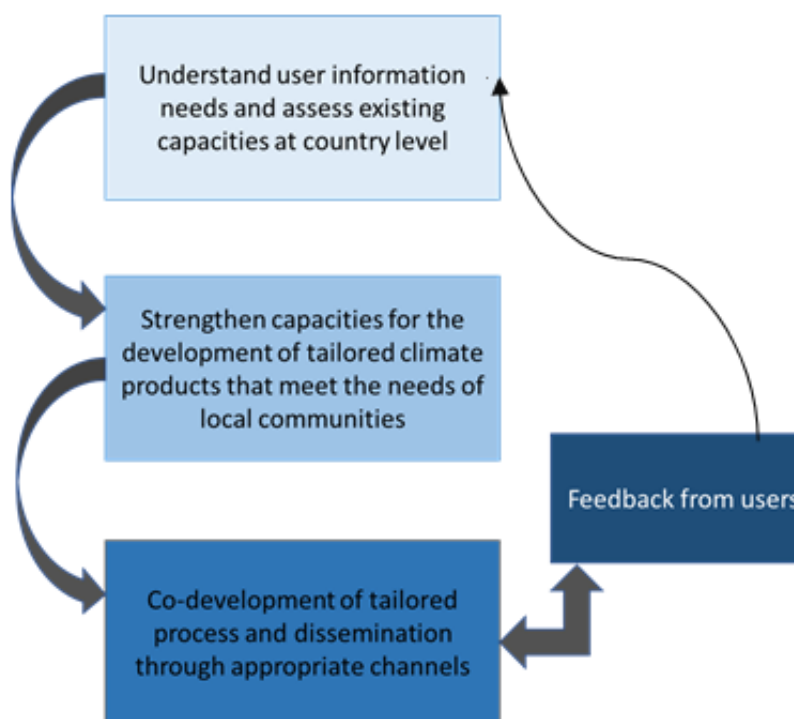 Understand user information
needs and assess existing
capacities at country level
Strengthen capacities for the
development of tailored climate
products that meet the needs of
local communities
Feedback from users
Co-development of tailored
process and dissemination
through appropriate channels